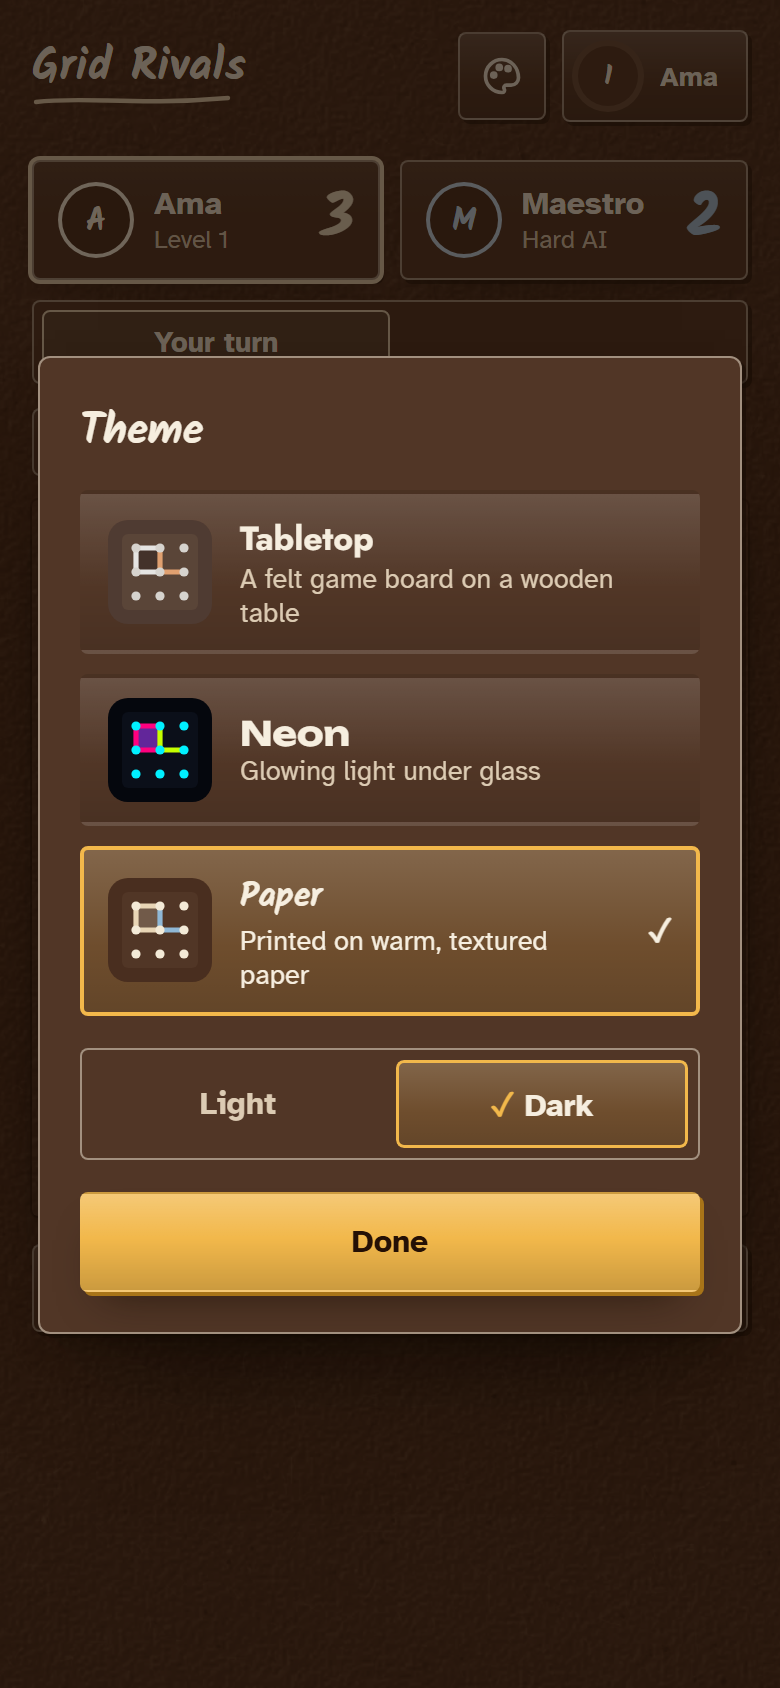 Grid Rivals
1
Ama
A
Ama
Level 1
3
M
Maestro
Hard AI
2
Your turn
Theme
Tabletop
A felt game board on a wooden
table
Neon
Glowing light under glass
Paper
Printed on warm, textured
paper
✓
Light
✓ Dark
Done